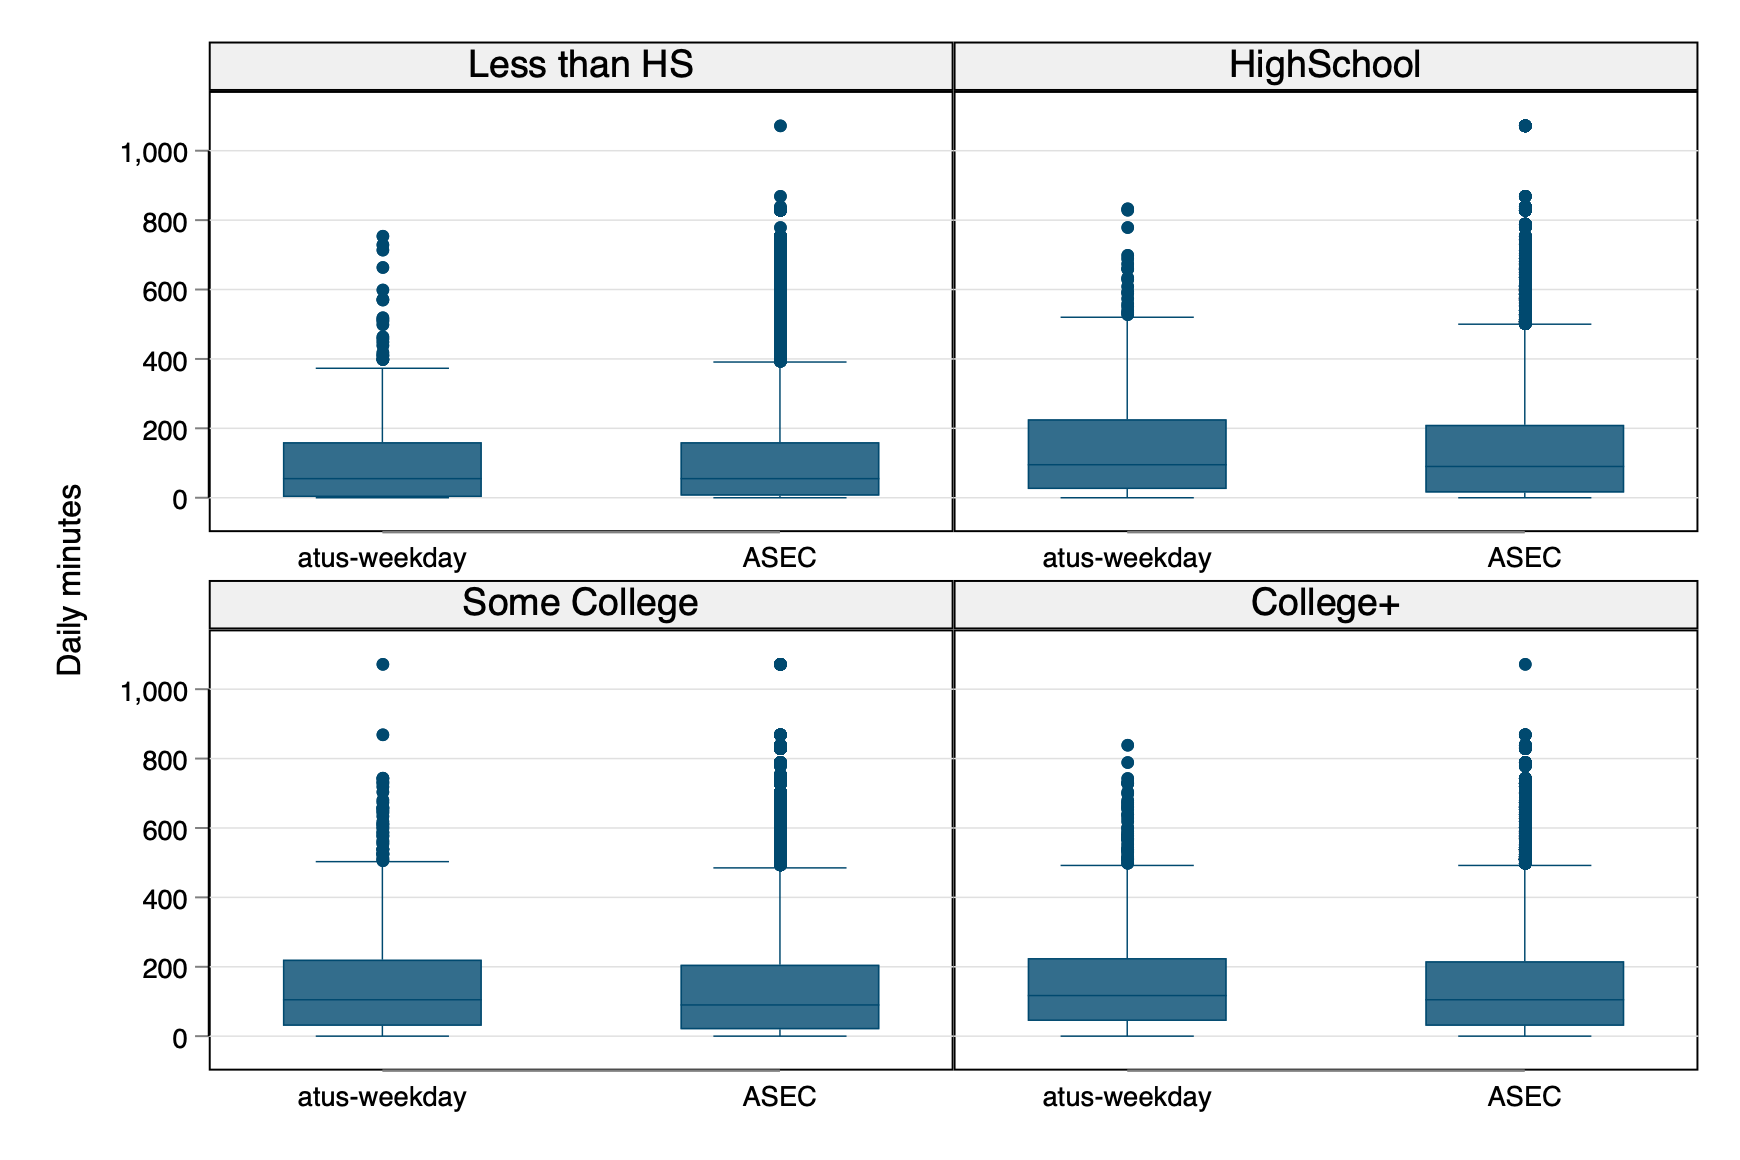 Less than HS
HighSchool
1,000
800
600
400
200
0
atus-weekday
ASEC
atus-weekday
ASEC
Daily minutes
Some College
College+
1,000
800
600
400
200
0
atus-weekday
ASEC
atus-weekday
ASEC